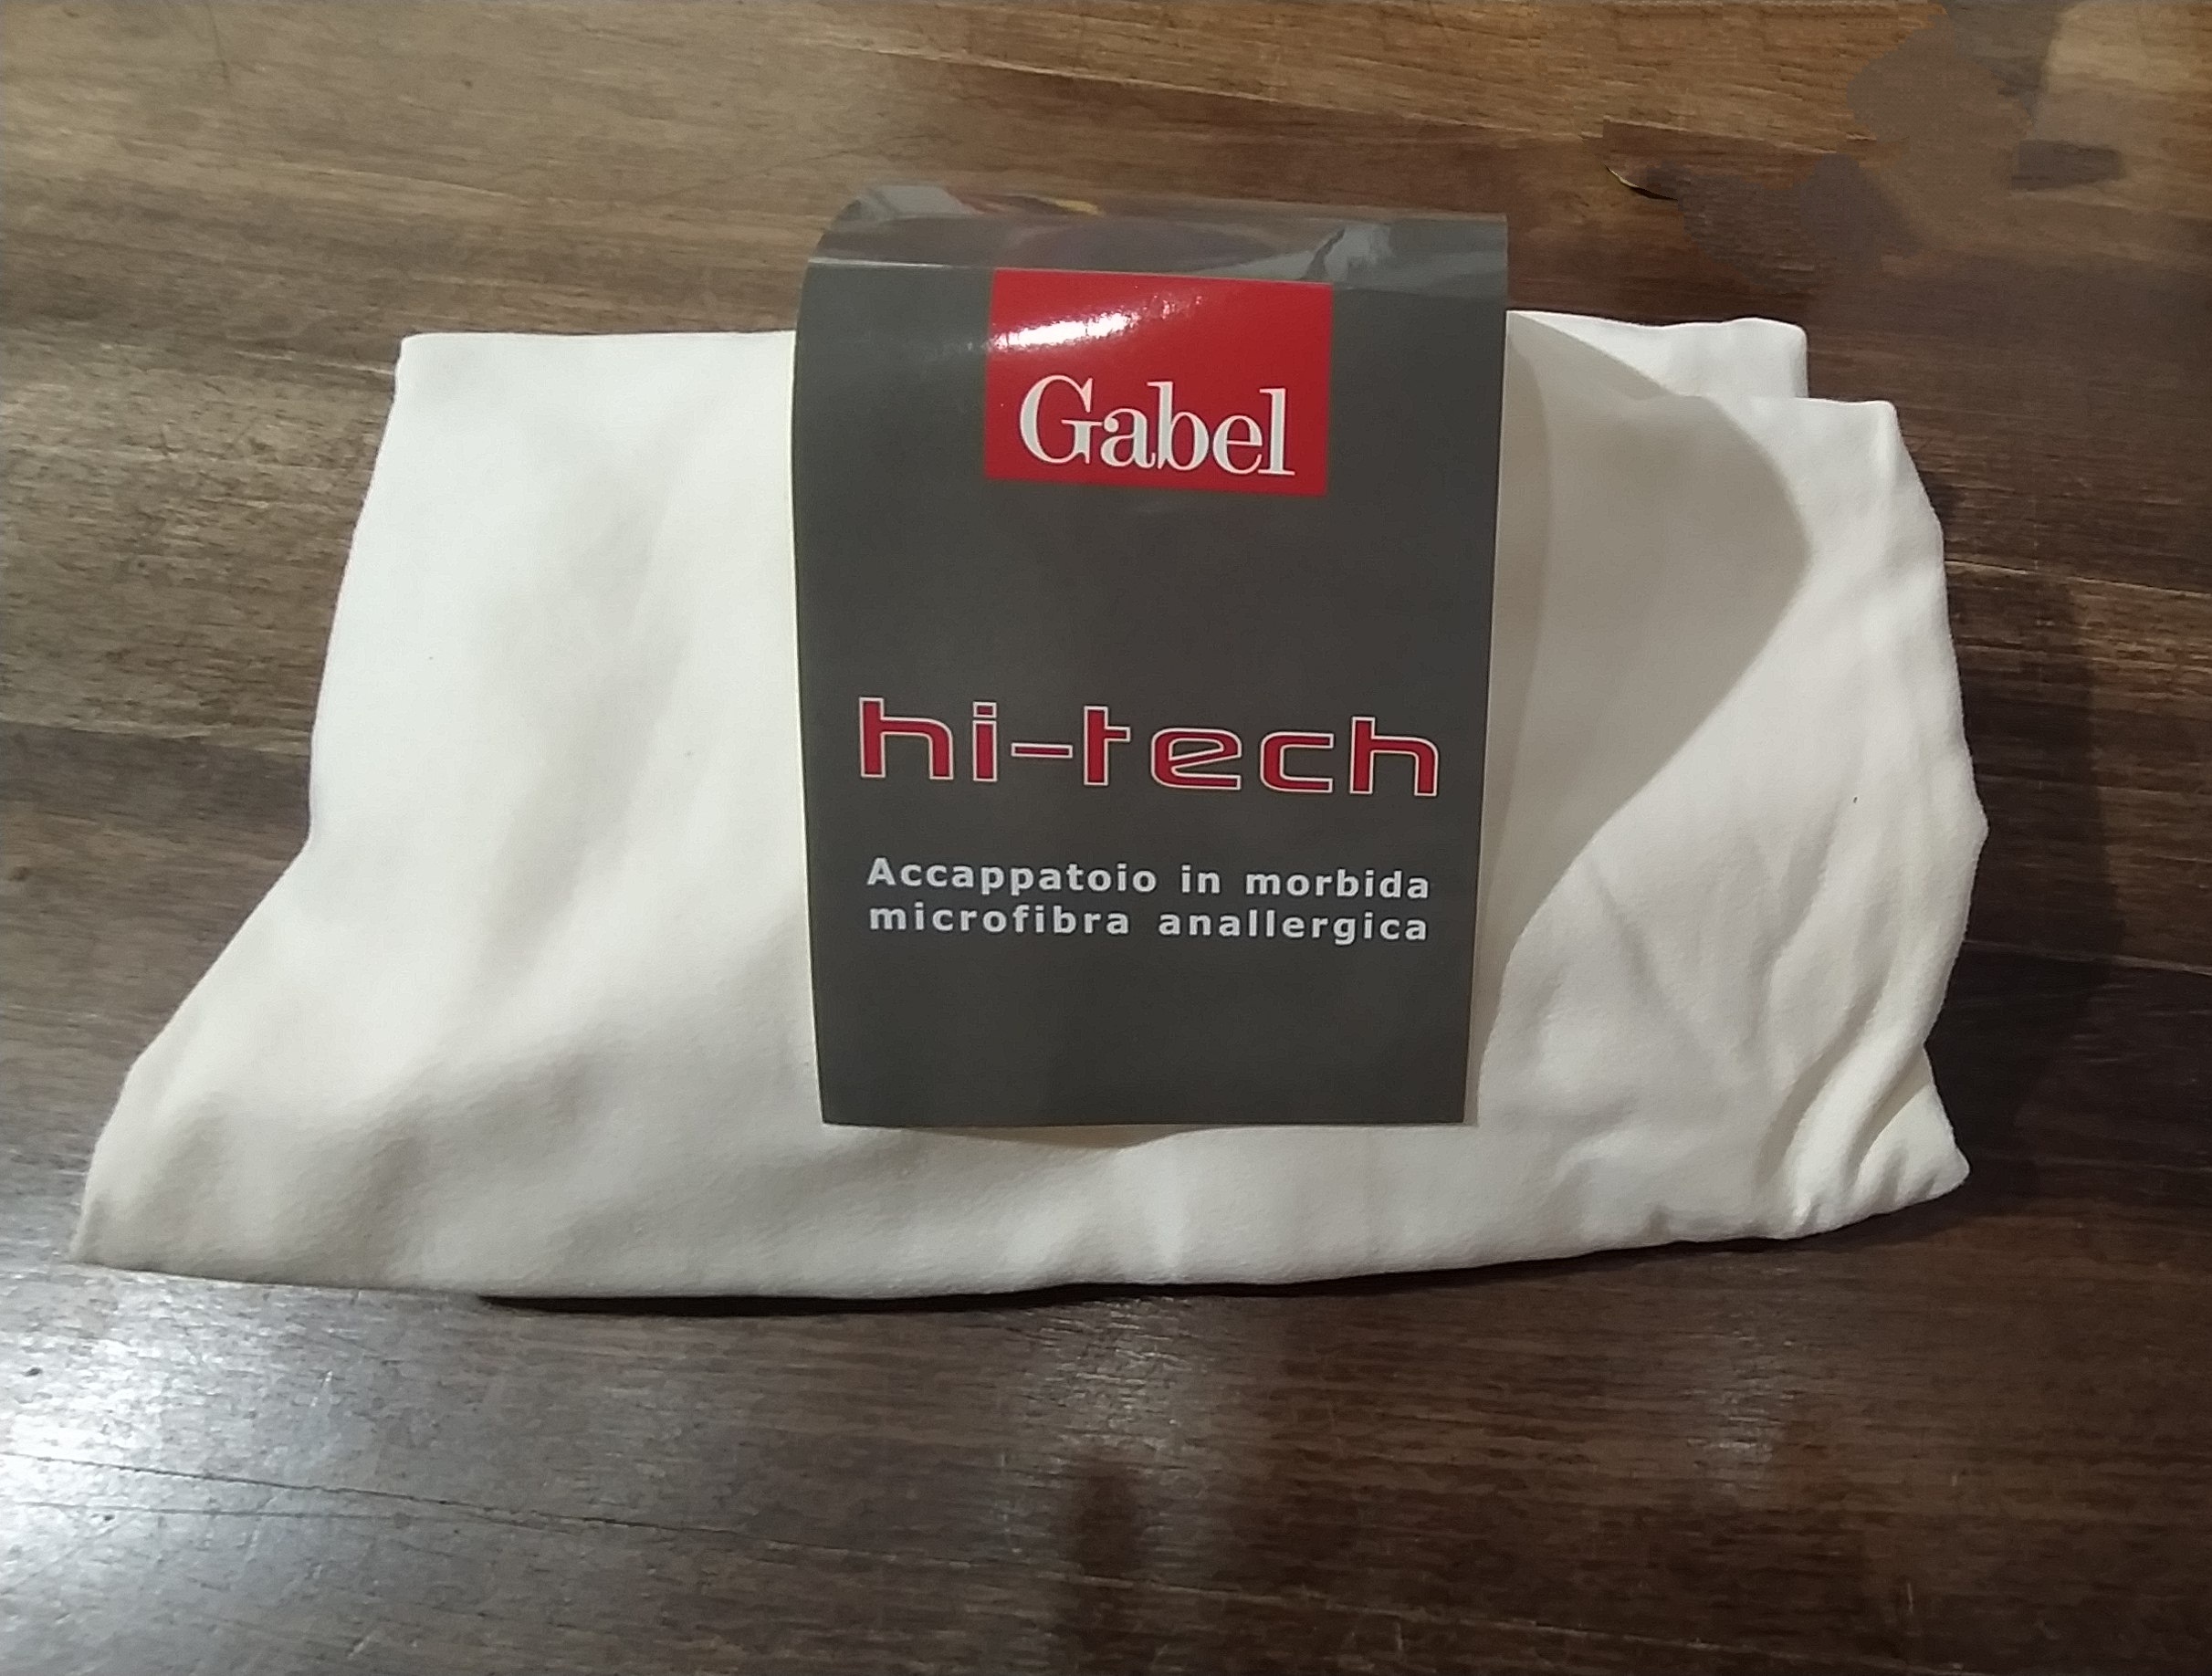 Gabel
hi-tech
Accappatoio in morbida
microfibra anallergica